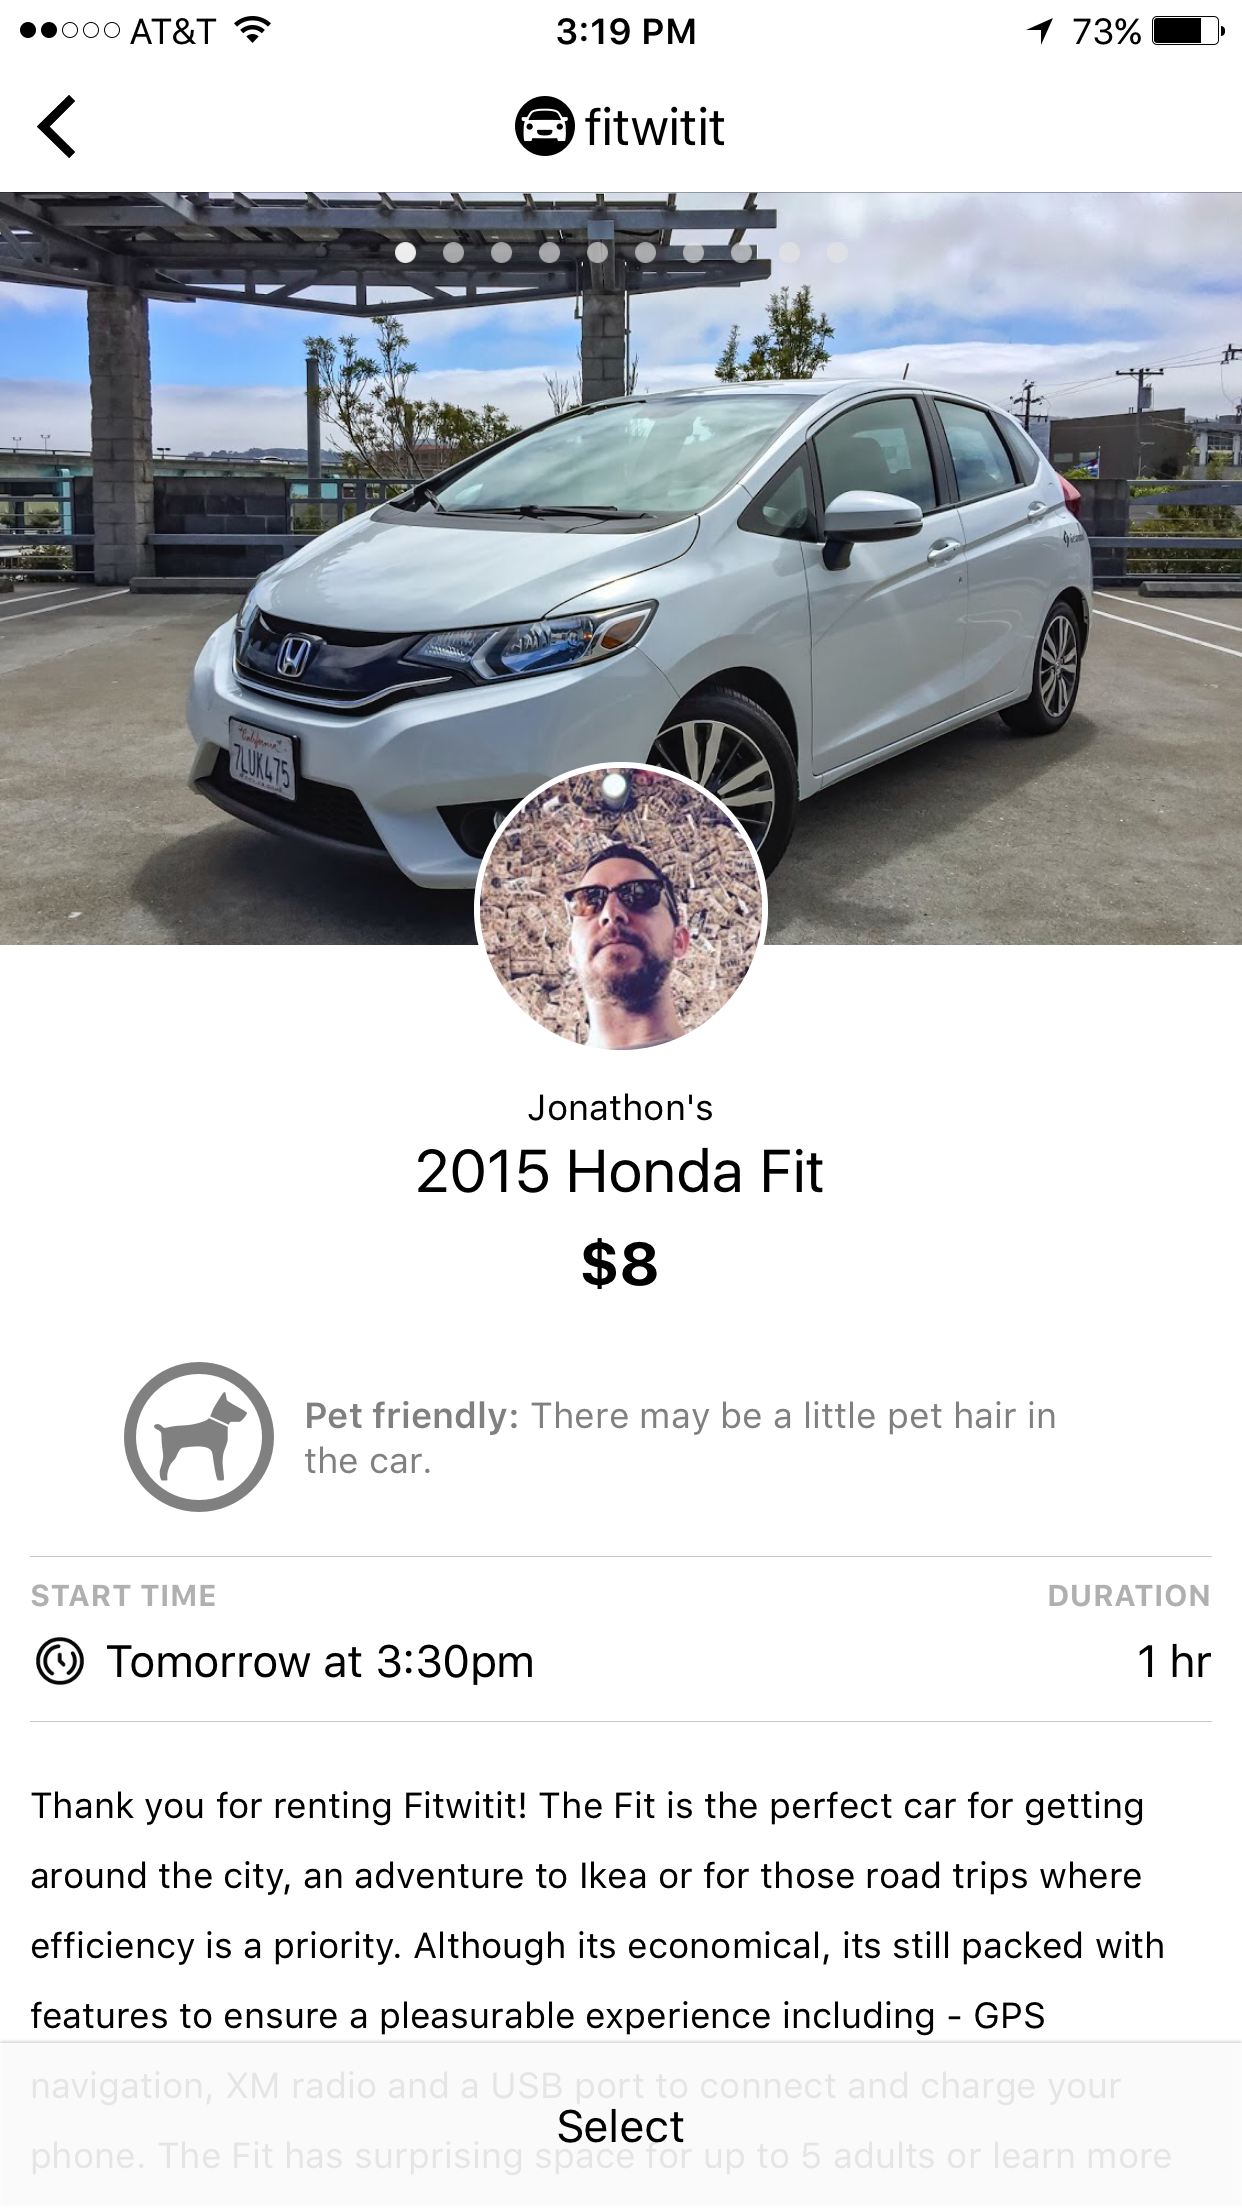 AT&T 3:19 PM 73%
fitwitit
California
7LUK475
Jonathon's
2015 Honda Fit
$8
Pet friendly: There may be a little pet hair in
the car.
START TIME DURATION
Tomorrow at 3:30pm 1 hr
Thank you for renting Fitwitit! The Fit is the perfect car for getting
around the city, an adventure to Ikea or for those road trips where
efficiency is a priority. Although its economical, its still packed with
features to ensure a pleasurable experience including - GPS
navigation, XM radio and a USB port to connect and charge your
Select
phone. The Fit has surprising space for up to 5 adults or learn more